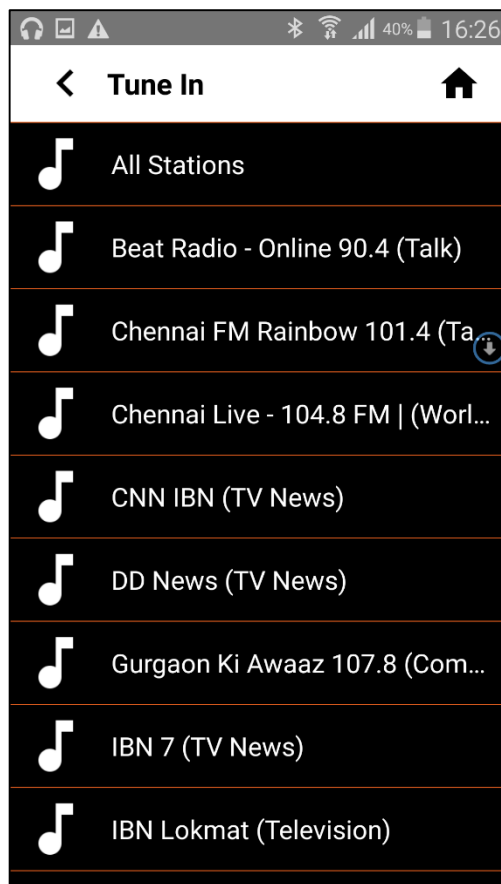 40% 16:26
Tune In
All Stations
Beat Radio - Online 90.4 (Talk)
Chennai FM Rainbow 101.4 (Ta...
Chennai Live - 104.8 FM | (Worl...
CNN IBN (TV News)
DD News (TV News)
Gurgaon Ki Awaaz 107.8 (Com...
IBN 7 (TV News)
IBN Lokmat (Television)